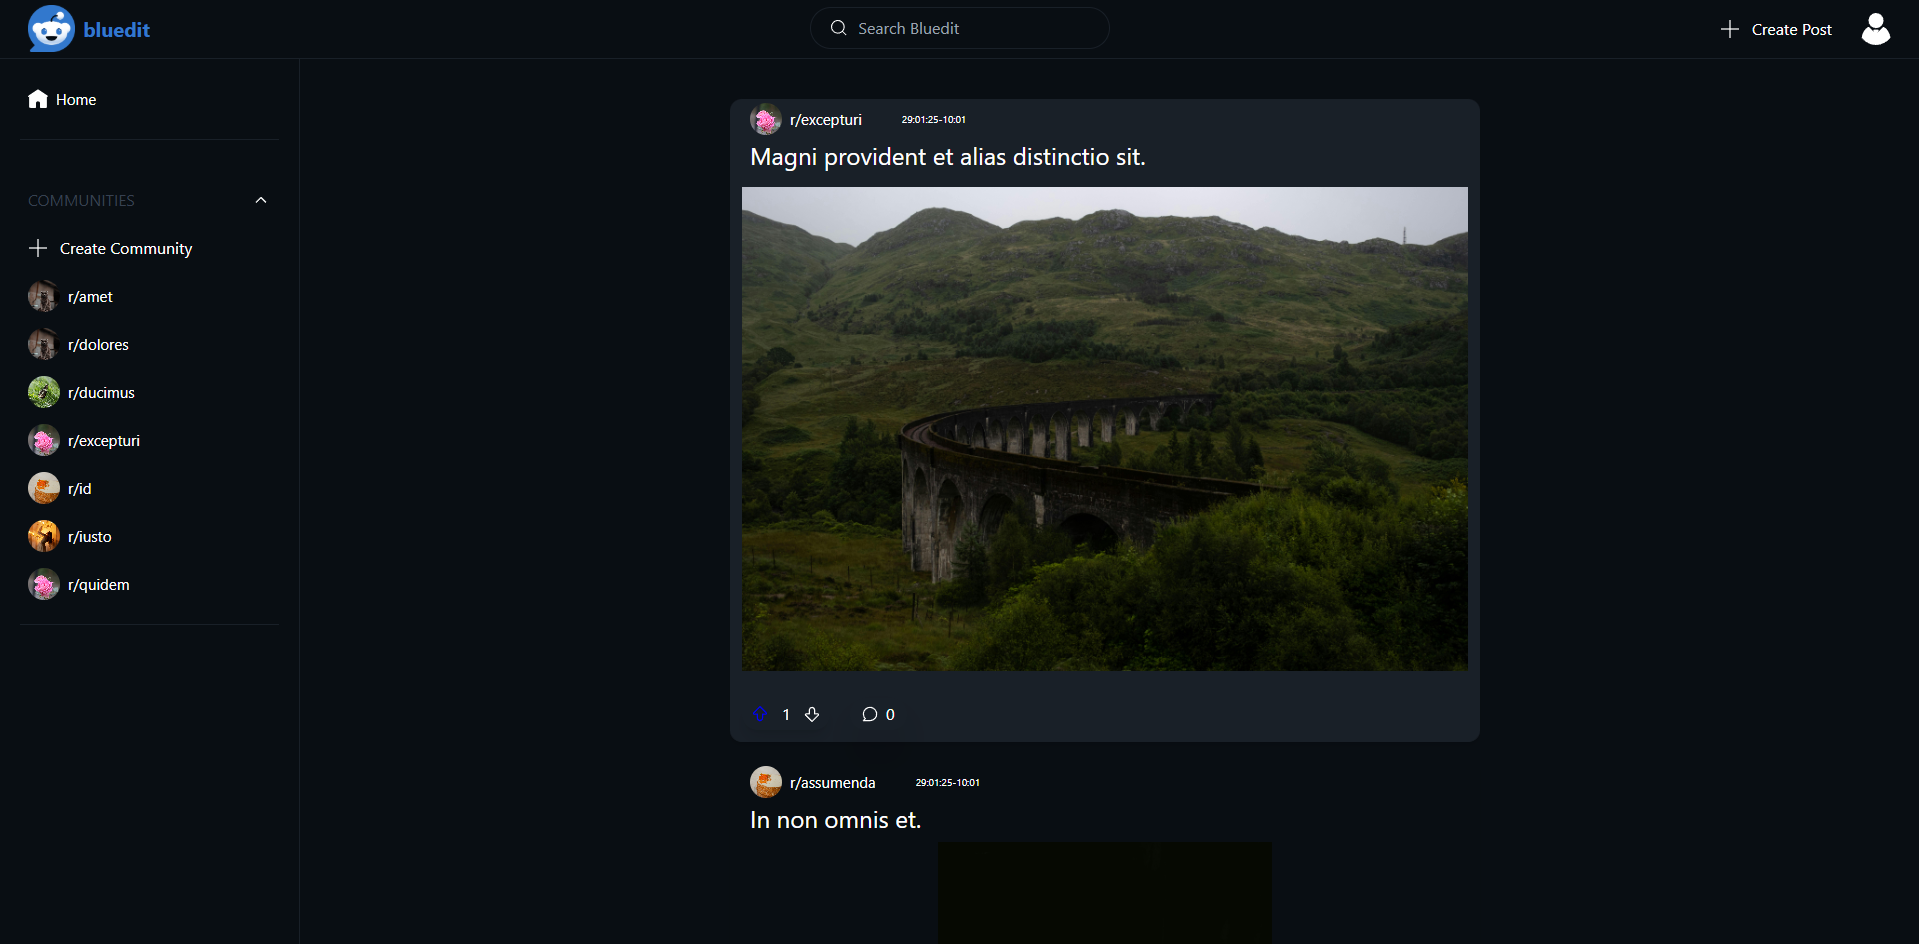 bluedit
Search Bluedit
Create Post
Home
COMMUNITIES
Create Community
r/amet
r/dolores
r/ducimus
r/excepturi
r/id
r/iusto
r/quidem
r/excepturi 29:01:25-10:01
Magni provident et alias distinctio sit.
1 0
r/assumenda 29:01:25-10:01
In non omnis et.